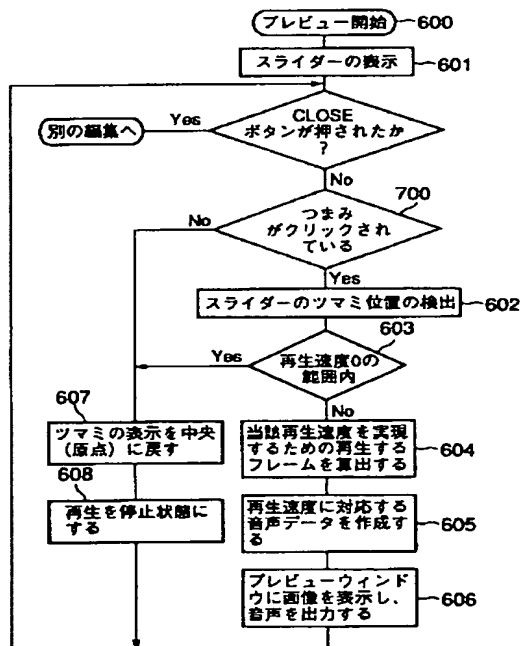 プレビュー開始
600
スライダーの表示
601
CLOSE
ボタンが押されたか
?
Yes
別の編集へ
No
700
つまみ
がクリックされ
ている
No
Yes
スライダーのツマミ位置の検出
602
603
再生速度0の
範囲内
Yes
No
607
ツマミの表示を中央
(原点)に戻す
608
再生を停止状態に
する
当該再生速度を実現
するための再生する
フレームを算出する
604
再生速度に対応する
音声データを作成す
る
605
プレビューウィンド
ウに画像を表示し、
音声を出力する
606